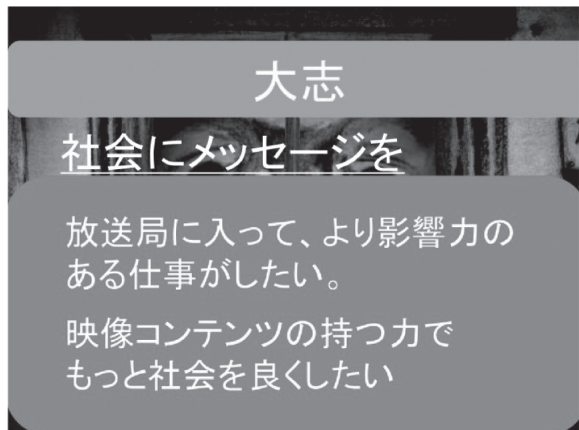 大志
社会にメッセージを
放送局に入って、より影響力の
ある仕事がしたい。
映像コンテンツの持つ力で
もっと社会を良くしたい